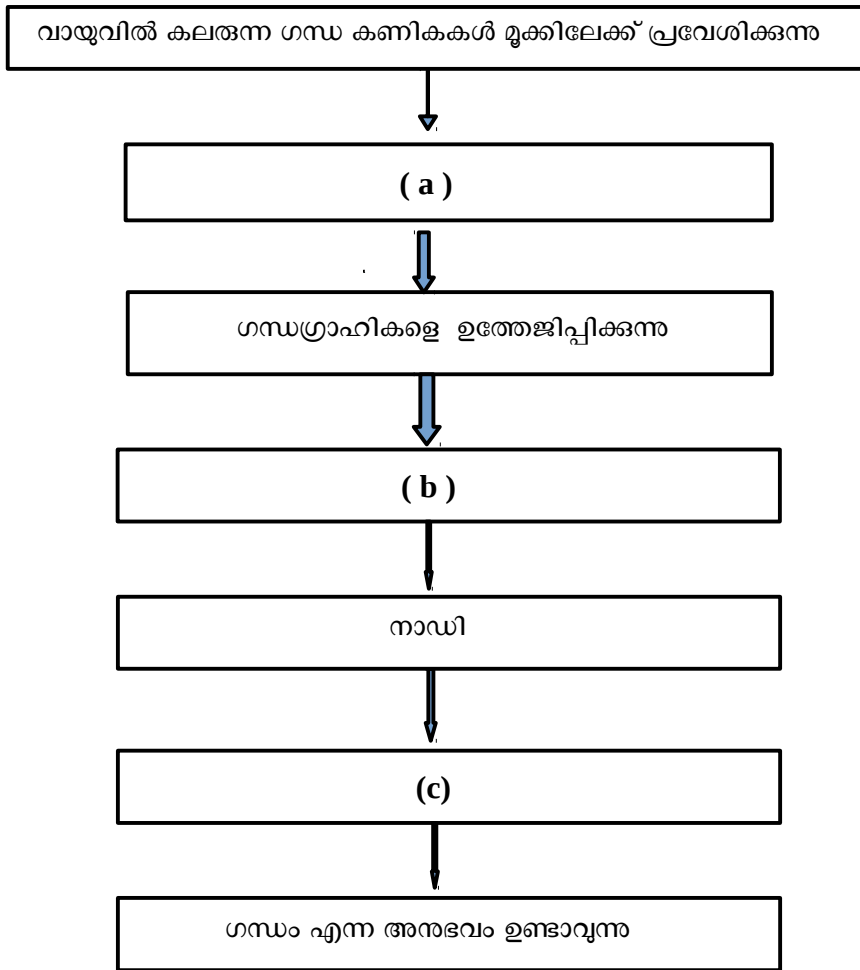 വായുവിൽ കലരുന്ന ഗന്ധ കണികകൾ മൂക്കിലേക്ക് പ്രവേശിക്കുന്നു
( a )
ഗന്ധഗ്രാഹികളെ ഉത്തേജിപ്പിക്കുന്നു
( b )
നാഡി
(c)
ഗന്ധം എന്ന അനുഭവം ഉണ്ടാവുന്നു